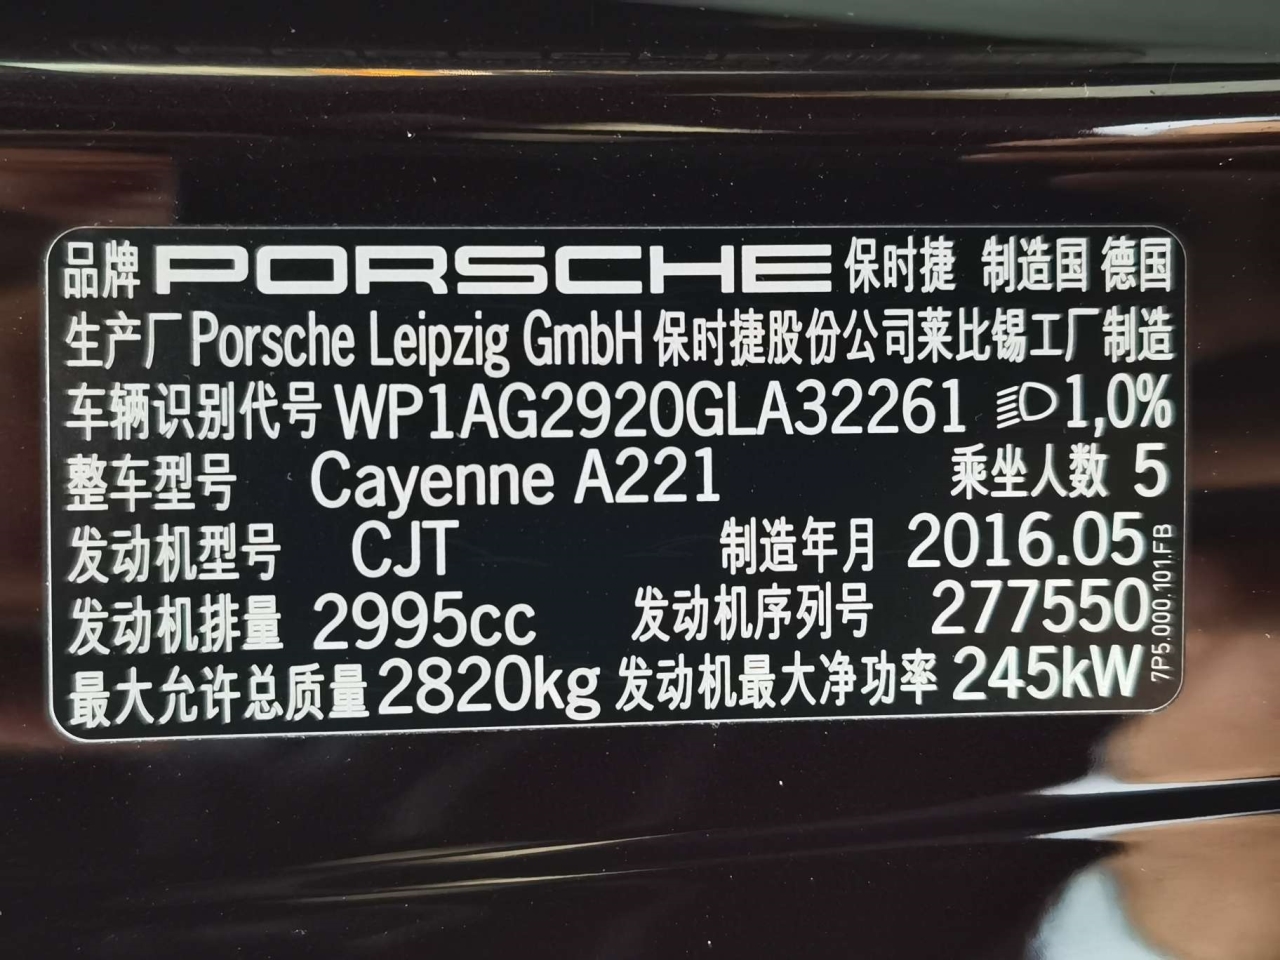 品牌 PORSCHE 保时捷 制造国 德国
生产厂 Porsche Leipzig GmbH 保时捷股份公司莱比锡工厂制造
车辆识别代号 WP1AG2920GLA32261 1,0%
整车型号 Cayenne A221 乘坐人数 5
发动机型号 CJT 制造年月 2016.05
发动机排量 2995cc 发动机序列号 277550
最大允许总质量 2820kg 发动机最大净功率 245kW
7P5.000.101.FB